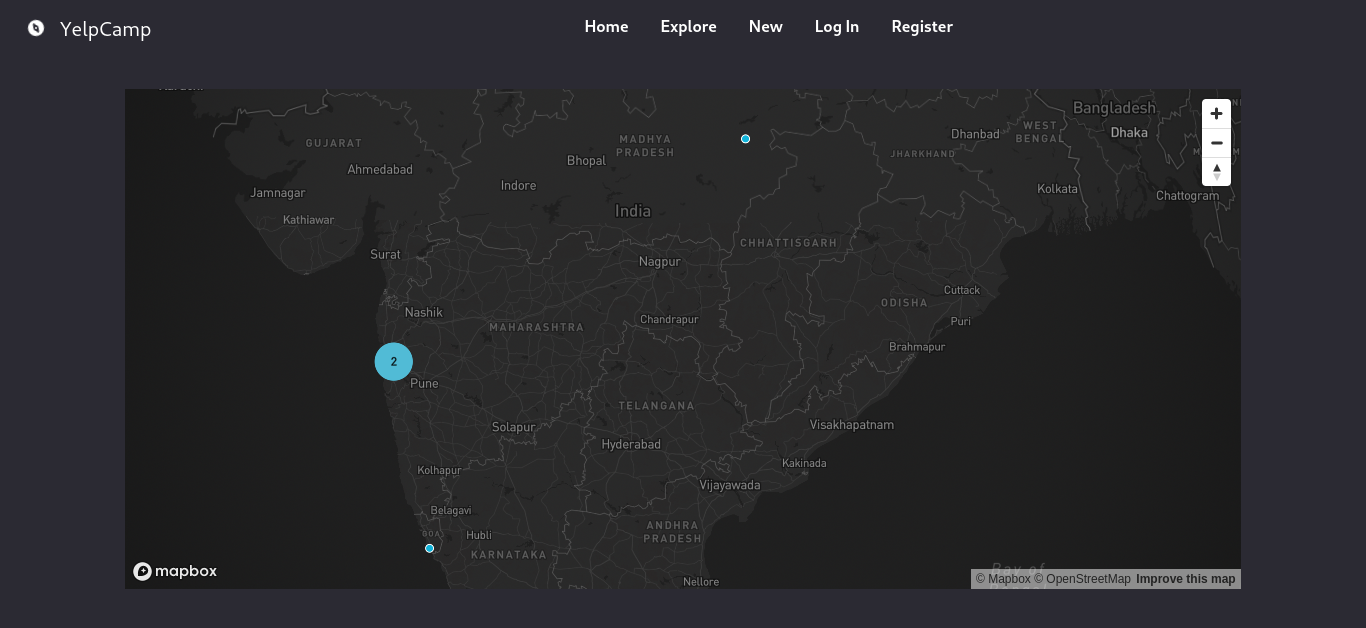 YelpCamp
Home Explore New Log In Register
Bangladesh
GUJARAT
MADHYA
PRADESH
WEST
BENGAL
Dhanbad
Dhaka
JHARKHAND
Ahmedabad
Bhopal
Indore
Jamnagar
Kolkata
Chattogram
Kathiawar
India
CHHATTISGARH
Surat
Nagpur
Cuttack
ODISHA
Nashik
Chandrapur
Puri
MAHARASHTRA
Brahmapur
2
Pune
TELANGANA
Solapur
Visakhapatnam
Hyderabad
Kolhapur
Kakinada
Vijayawada
Belagavi
ANDHRA
PRADESH
GOA
Hubli
KARNATAKA
mapbox
Nellore
Bay of
© Mapbox © OpenStreetMap Improve this map